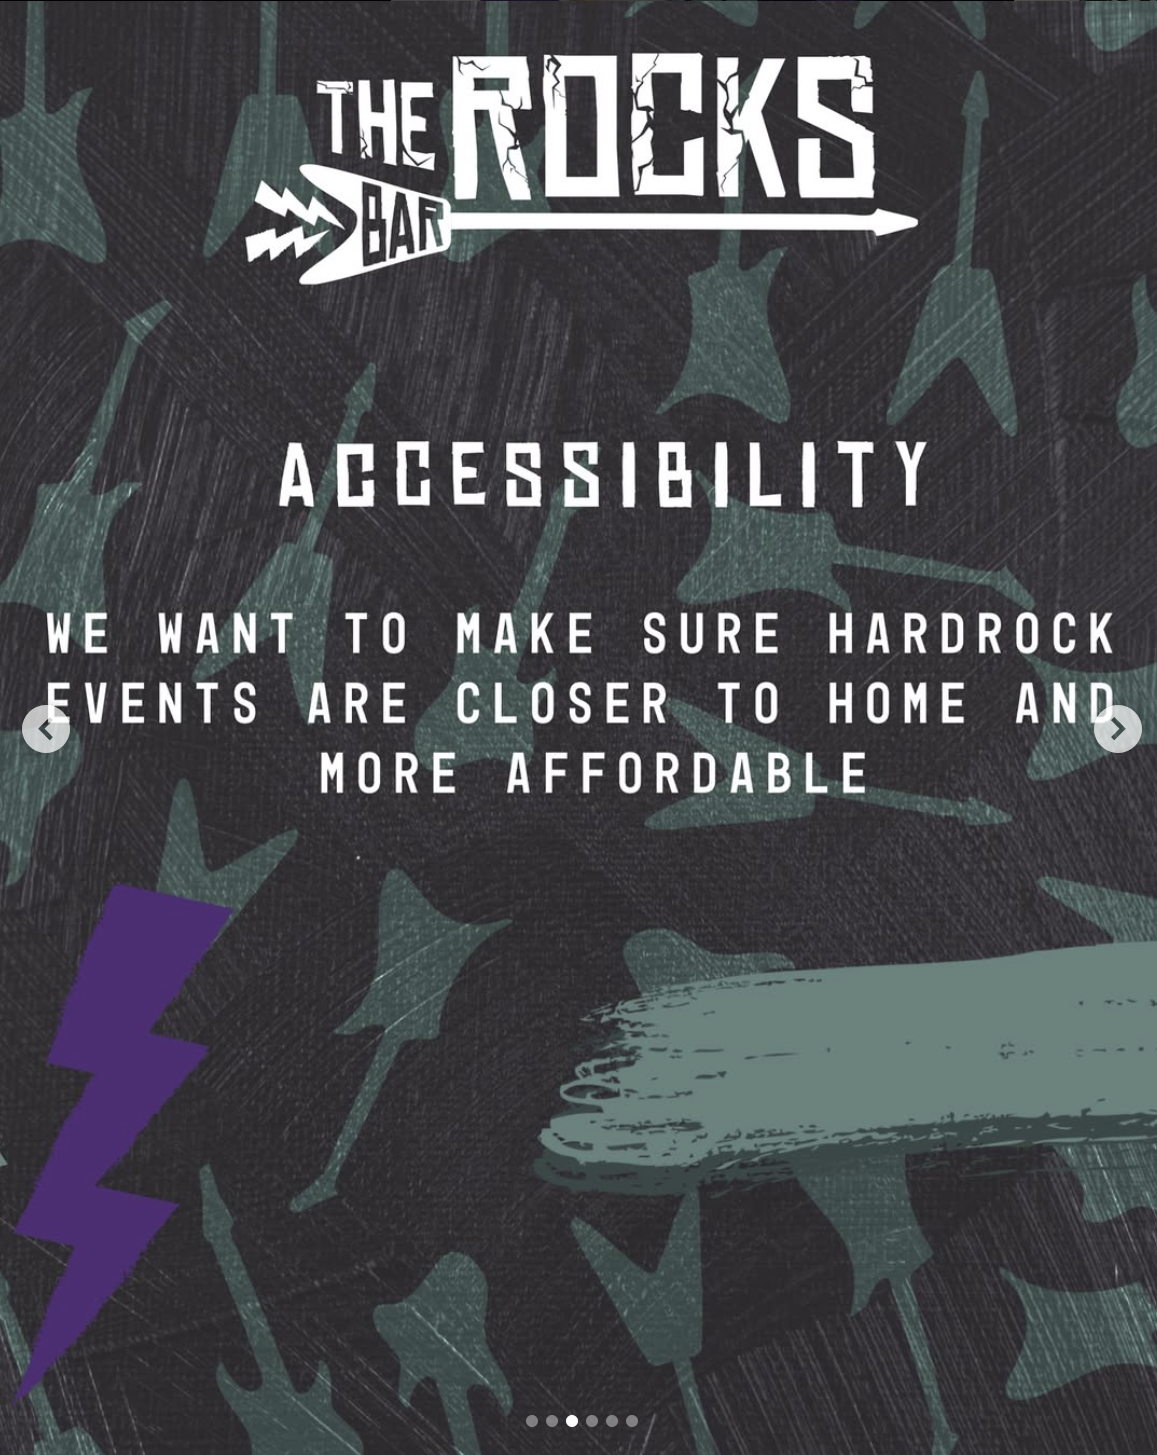 THE ROCKS
BAR
ACCESSIBILITY
WE WANT TO MAKE SURE HARDROCK
EVENTS ARE CLOSER TO HOME AND
MORE AFFORDABLE